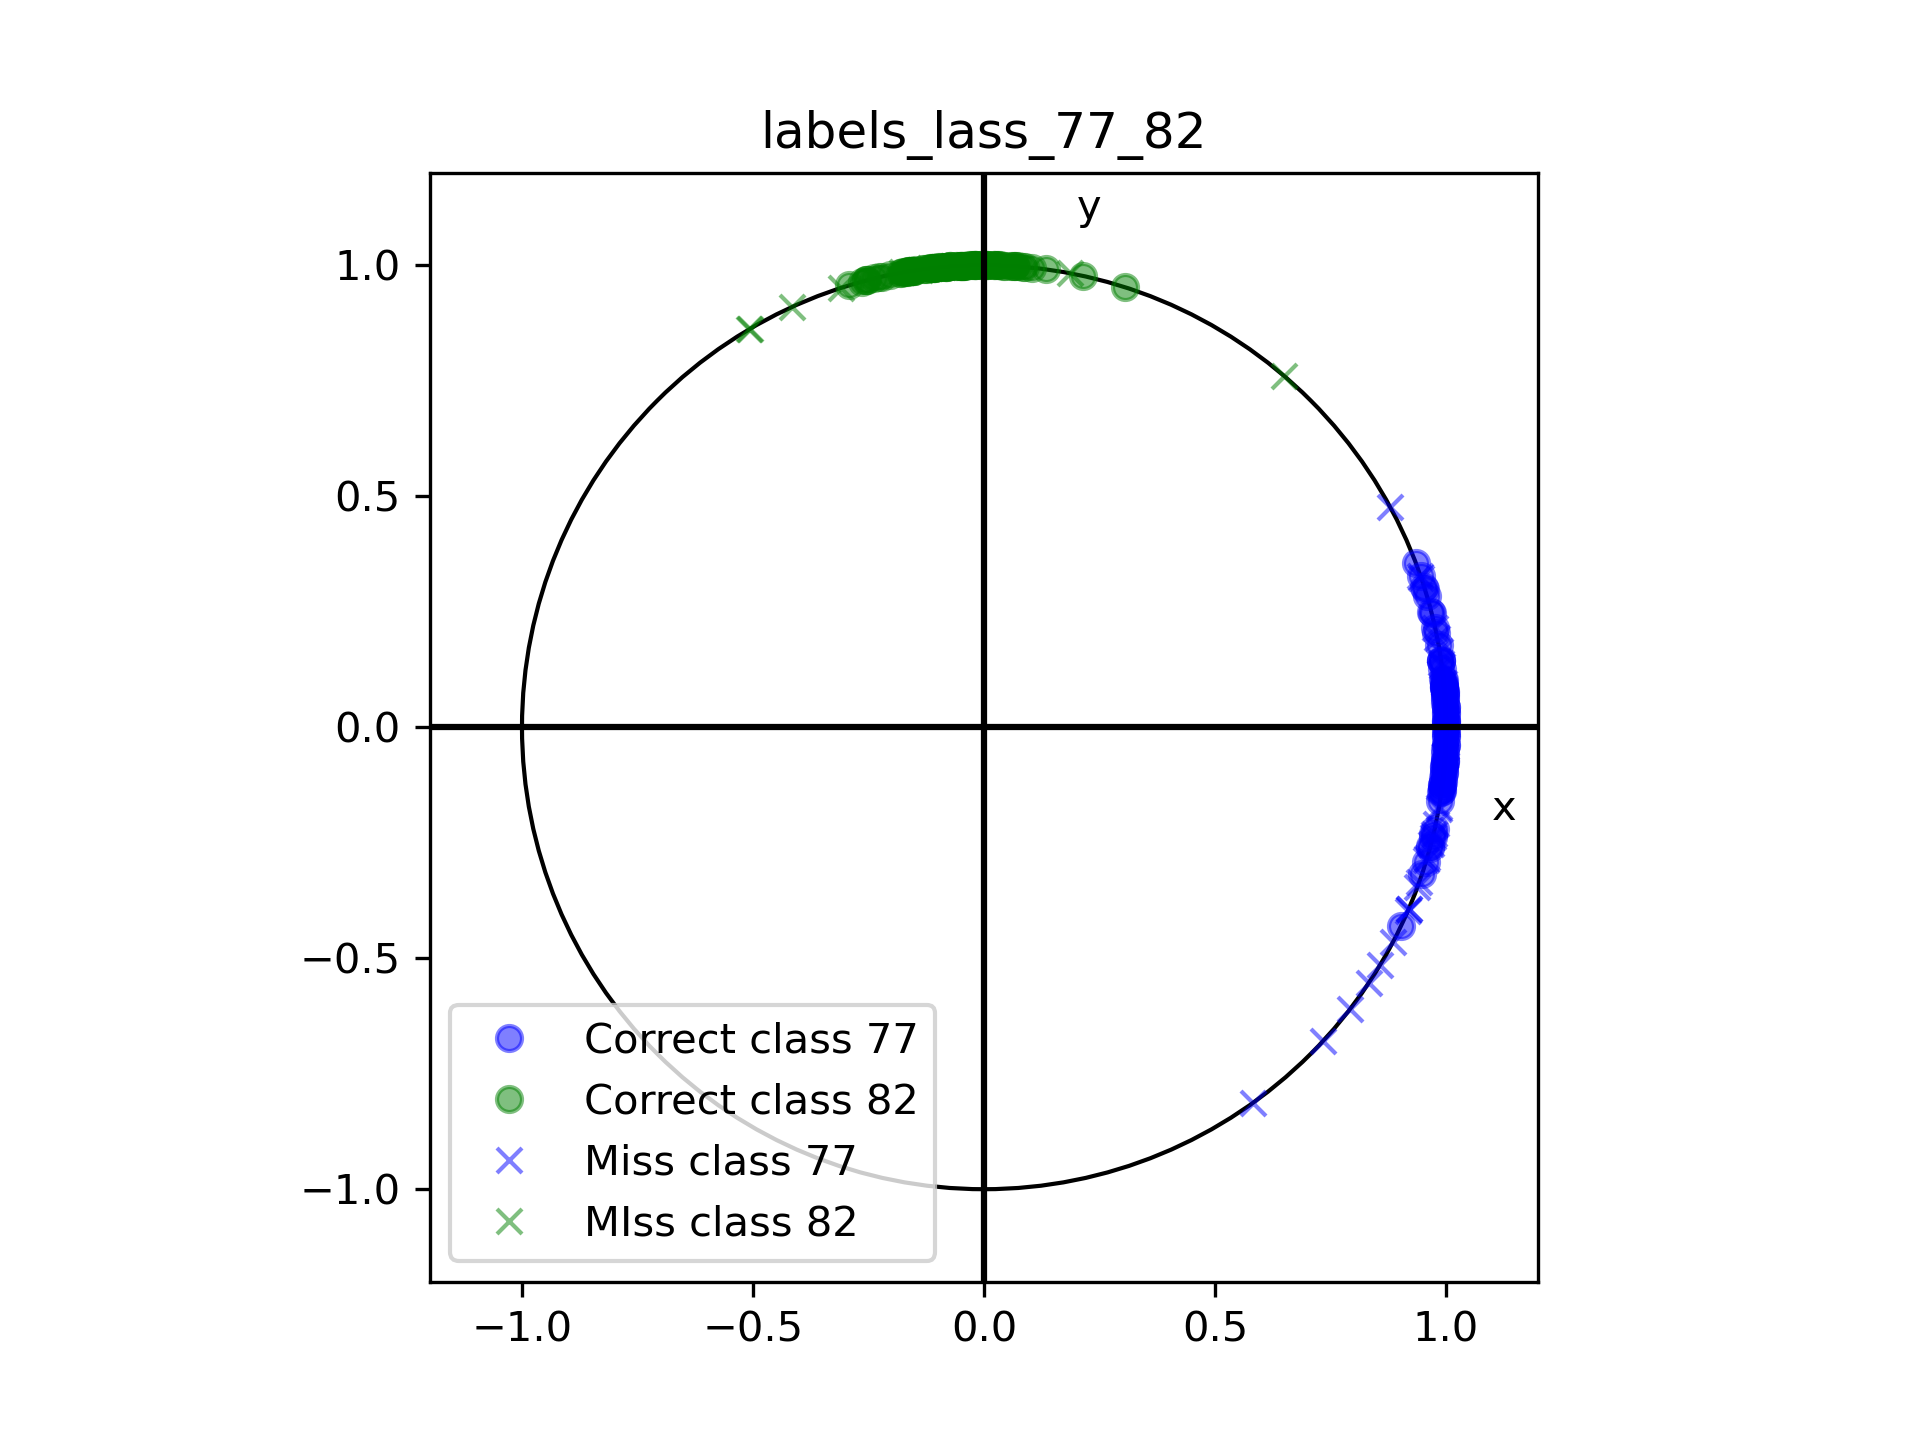 labels_lass_77_82
y
1.0
0.5
0.0
x
−0.5
−1.0
Correct class 77
Correct class 82
Miss class 77
MIss class 82
−1.0 −0.5 0.0 0.5 1.0